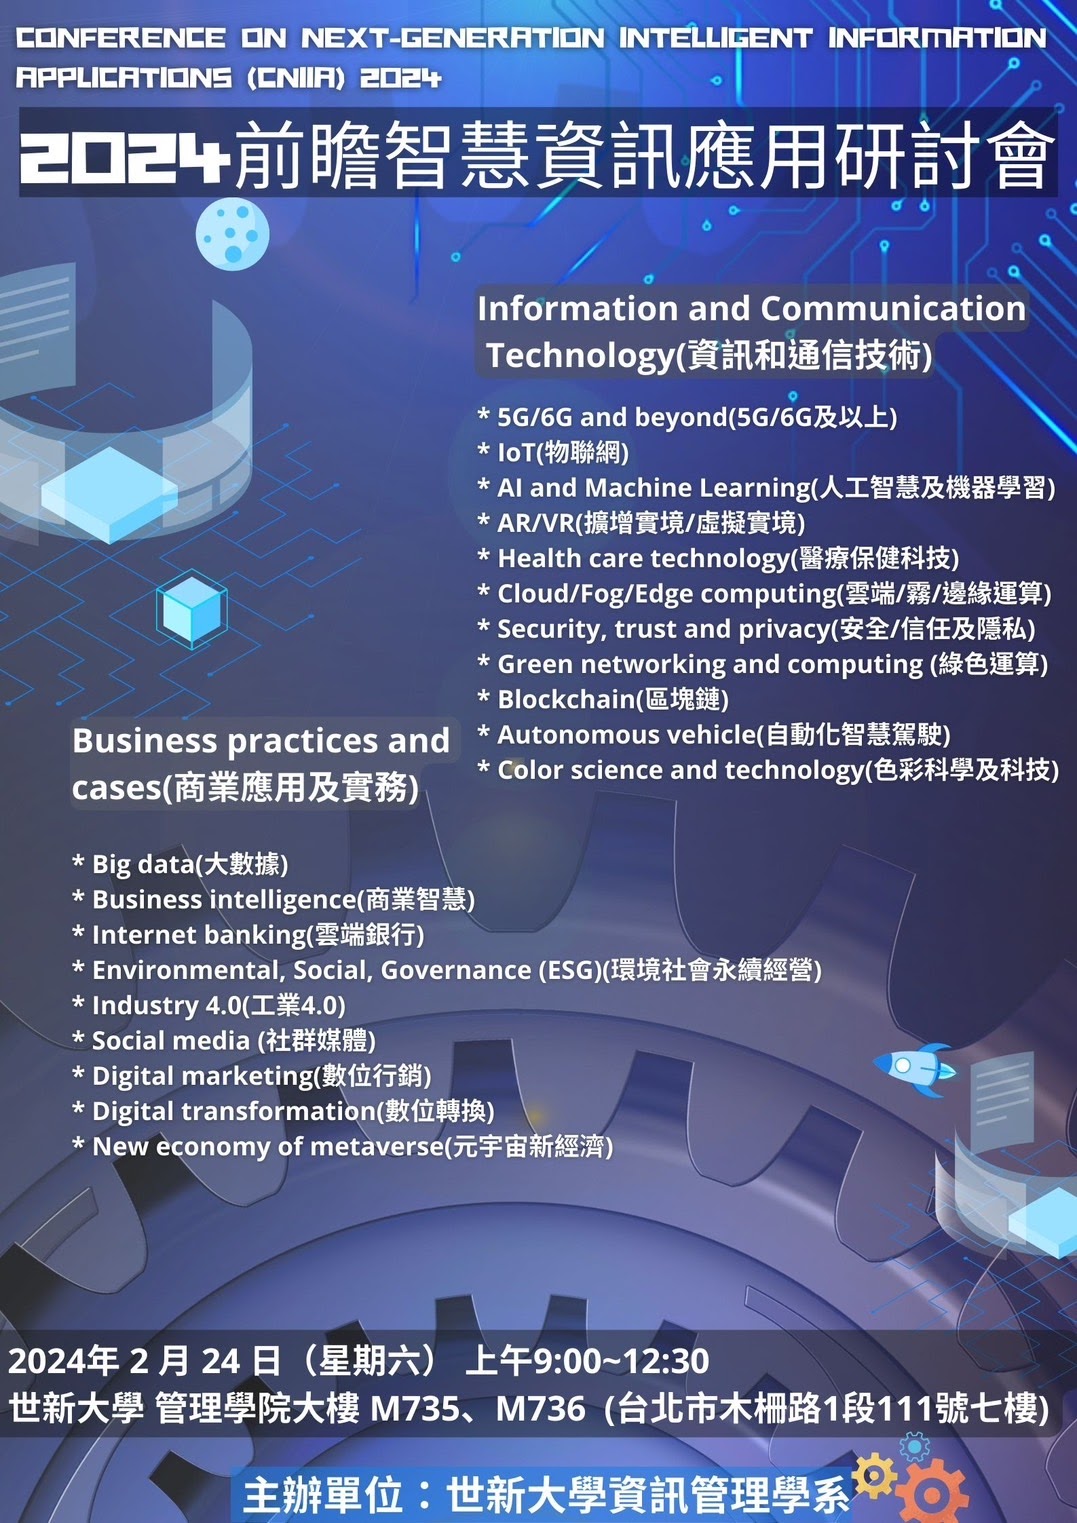 CONFERENCE ON NEXT-GENERATION INTELLIGENT INFORMATION
APPLICATIONS (CNIIA) 2024
2024前瞻智慧資訊應用研討會
Information and Communication
Technology(資訊和通信技術)
* 5G/6G and beyond(5G/6G及以上)
* IoT(物聯網)
* AI and Machine Learning(人工智慧及機器學習)
* AR/VR(擴增實境/虛擬實境)
* Health care technology(醫療保健科技)
* Cloud/Fog/Edge computing(雲端/霧/邊緣運算)
* Security, trust and privacy(安全/信任及隱私)
* Green networking and computing (綠色運算)
* Blockchain(區塊鏈)
* Autonomous vehicle(自動化智慧駕駛)
* Color science and technology(色彩科學及科技)
Business practices and
cases(商業應用及實務)
* Big data(大數據)
* Business intelligence(商業智慧)
* Internet banking(雲端銀行)
* Environmental, Social, Governance (ESG)(環境社會永續經營)
* Industry 4.0(工業4.0)
* Social media (社群媒體)
* Digital marketing(數位行銷)
* Digital transformation(數位轉換)
* New economy of metaverse(元宇宙新經濟)
2024年 2 月 24 日（星期六） 上午9:00~12:30
世新大學 管理學院大樓 M735、M736 (台北市木柵路1段111號七樓)
主辦單位：世新大學資訊管理學系